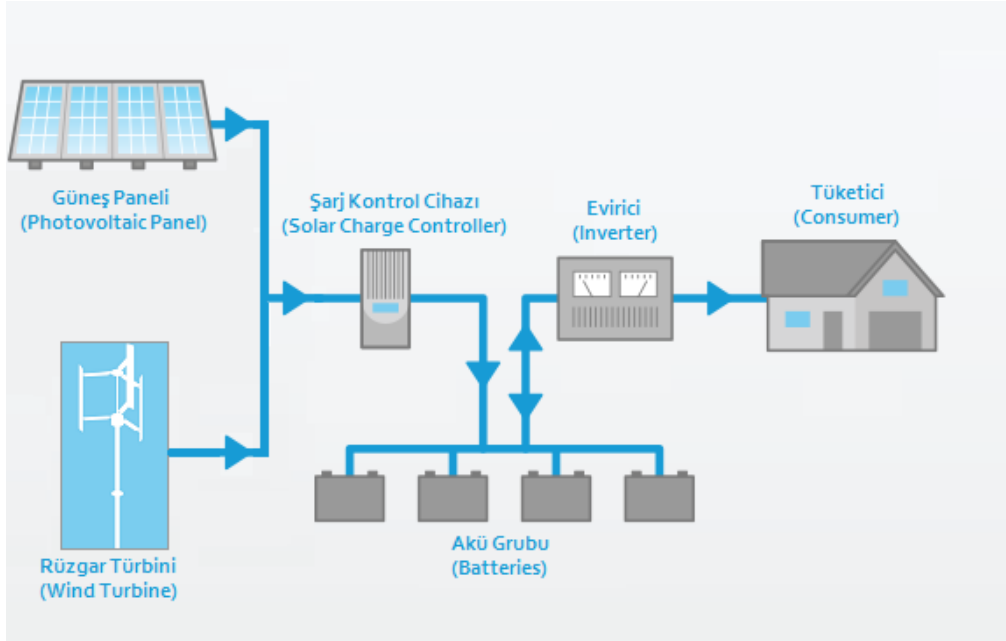 Güneş Paneli
(Photovoltaic Panel)
Şarj Kontrol Cihazı
(Solar Charge Controller)
Evirici
(Inverter)
Tüketici
(Consumer)
Rüzgar Türbini
(Wind Turbine)
Akü Grubu
(Batteries)